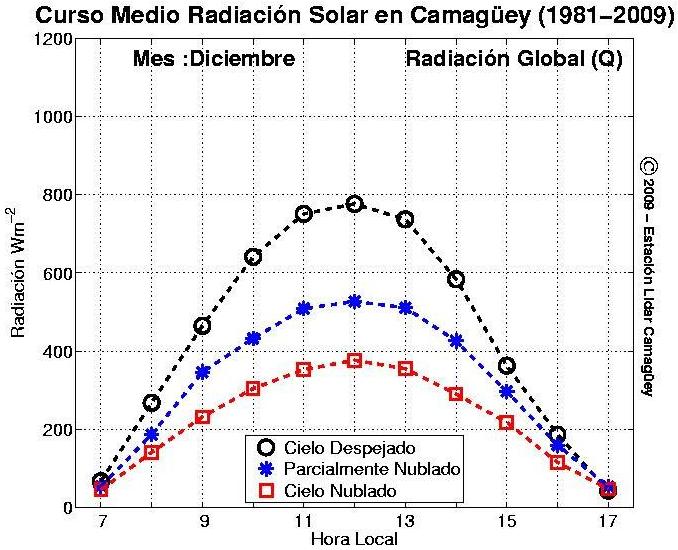 Curso Medio Radiación Solar en Camagüey (1981−2009)
Mes :Diciembre
Radiación Global (Q)
1200
1000
800
600
400
200
0
Radiación Wm−2
7
9
11
13
15
17
Hora Local
Cielo Despejado
Parcialmente Nublado
Cielo Nublado
© 2009 − Estación Lidar Camagüey